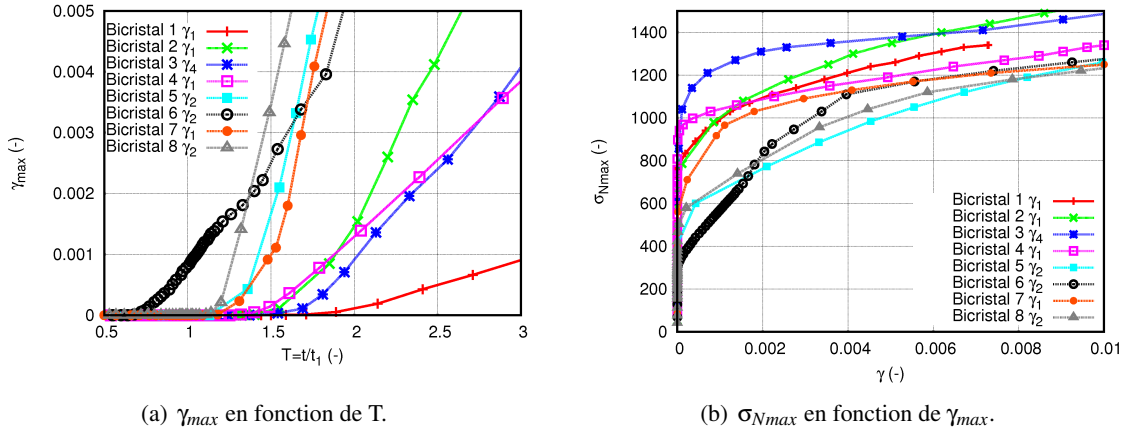 0.005
0.004
0.003
0.002
0.001
0
γmax (-)
Bicristal 1 γ1
Bicristal 2 γ1
Bicristal 3 γ4
Bicristal 4 γ1
Bicristal 5 γ2
Bicristal 6 γ2
Bicristal 7 γ1
Bicristal 8 γ2
0.5 1 1.5 2 2.5 3
T=t/t1 (-)
(a) γmax en fonction de T.
1400
1200
1000
800
600
400
200
0
σNmax (-)
Bicristal 1 γ1
Bicristal 2 γ1
Bicristal 3 γ4
Bicristal 4 γ1
Bicristal 5 γ2
Bicristal 6 γ2
Bicristal 7 γ1
Bicristal 8 γ2
0 0.002 0.004 0.006 0.008 0.01
γ (-)
(b) σNmax en fonction de γmax.